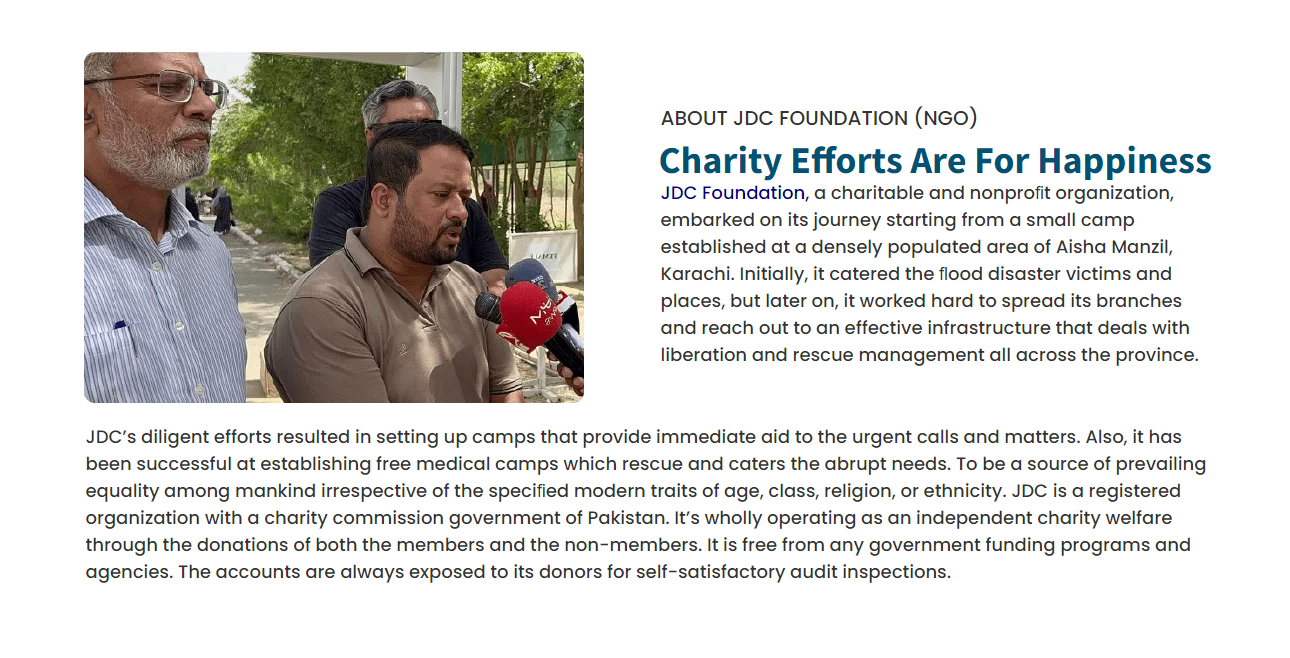 ABOUT JDC FOUNDATION (NGO)
Charity Efforts Are For Happiness
JDC Foundation, a charitable and nonprofit organization,
embarked on its journey starting from a small camp
established at a densely populated area of Aisha Manzil,
Karachi. Initially, it catered the flood disaster victims and
places, but later on, it worked hard to spread its branches
and reach out to an effective infrastructure that deals with
liberation and rescue management all across the province.
JDC’s diligent efforts resulted in setting up camps that provide immediate aid to the urgent calls and matters. Also, it has
been successful at establishing free medical camps which rescue and caters the abrupt needs. To be a source of prevailing
equality among mankind irrespective of the specified modern traits of age, class, religion, or ethnicity. JDC is a registered
organization with a charity commission government of Pakistan. It’s wholly operating as an independent charity welfare
through the donations of both the members and the non-members. It is free from any government funding programs and
agencies. The accounts are always exposed to its donors for self-satisfactory audit inspections.